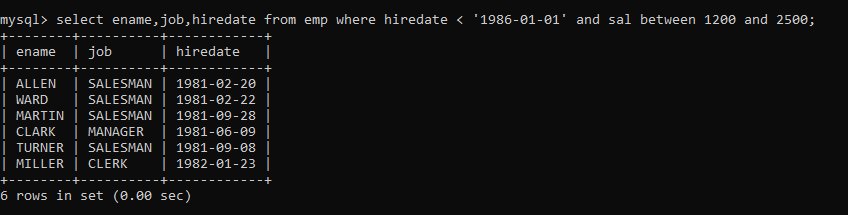 mysql> select ename,job,hiredate from emp where hiredate < '1986-01-01' and sal between 1200 and 2500;
+--------+----------+------------+
| ename  | job      | hiredate   |
+--------+----------+------------+
| ALLEN  | SALESMAN | 1981-02-20 |
| WARD   | SALESMAN | 1981-02-22 |
| MARTIN | SALESMAN | 1981-09-28 |
| CLARK  | MANAGER  | 1981-06-09 |
| TURNER | SALESMAN | 1981-09-08 |
| MILLER | CLERK    | 1982-01-23 |
+--------+----------+------------+
6 rows in set (0.00 sec)